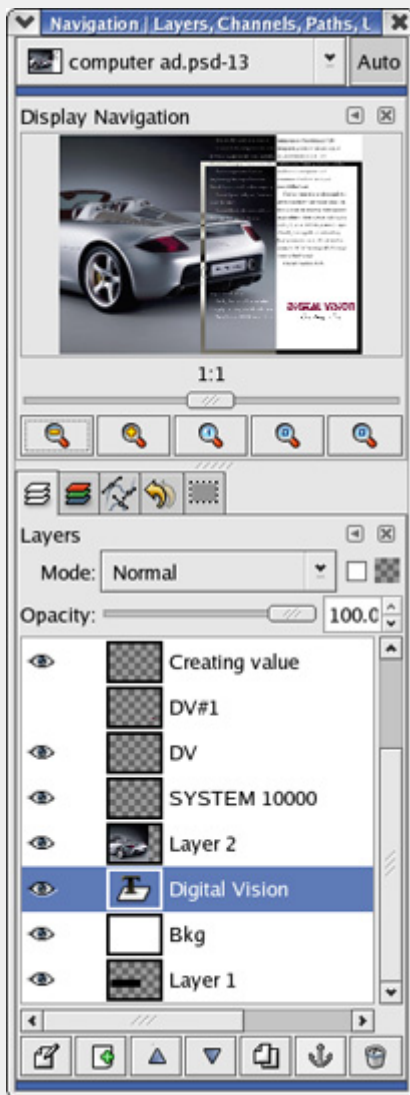 Navigation | Layers, Channels, Paths, U
computer ad.psd-13
Auto
Display Navigation
DIGITAL VISION
1:1
Layers
Mode: Normal
Opacity: 100.0
Creating value
DV#1
DV
SYSTEM 10000
Layer 2
Digital Vision
Bkg
Layer 1